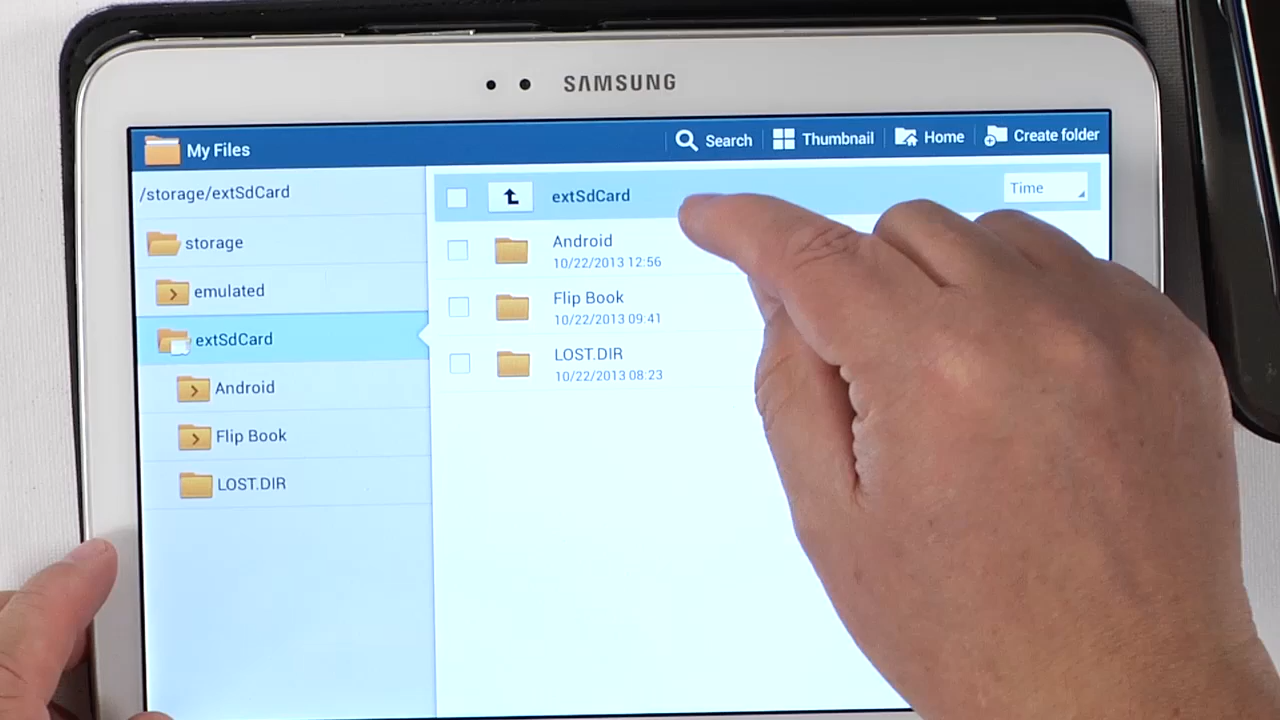 SAMSUNG
My Files
Search
Thumbnail
Home
Create folder
/storage/extSdCard
storage
emulated
extSdCard
Android
Flip Book
LOST.DIR
extSdCard
Time
Android
10/22/2013 12:56
Flip Book
10/22/2013 09:41
LOST.DIR
10/22/2013 08:23